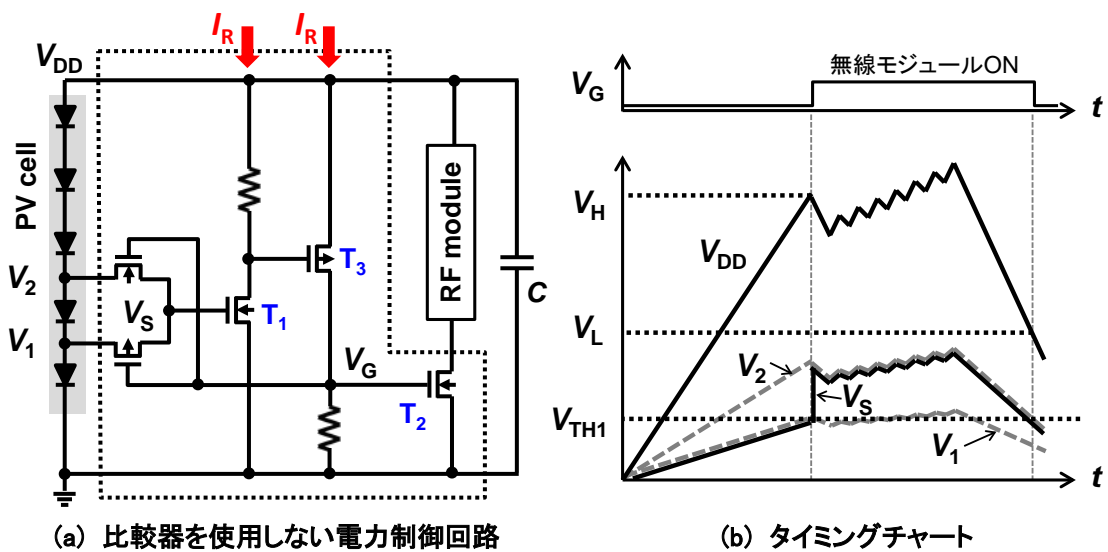 I_R I_R
V_DD
PV cell
V_2
V_S
V_1
T_1
T_3
V_G
T_2
RF module
C
(a) 比較器を使用しない電力制御回路
無線モジュールON
V_G
t
V_H
V_DD
V_L
V_2
V_S
V_TH1
V_1
t
(b) タイミングチャート